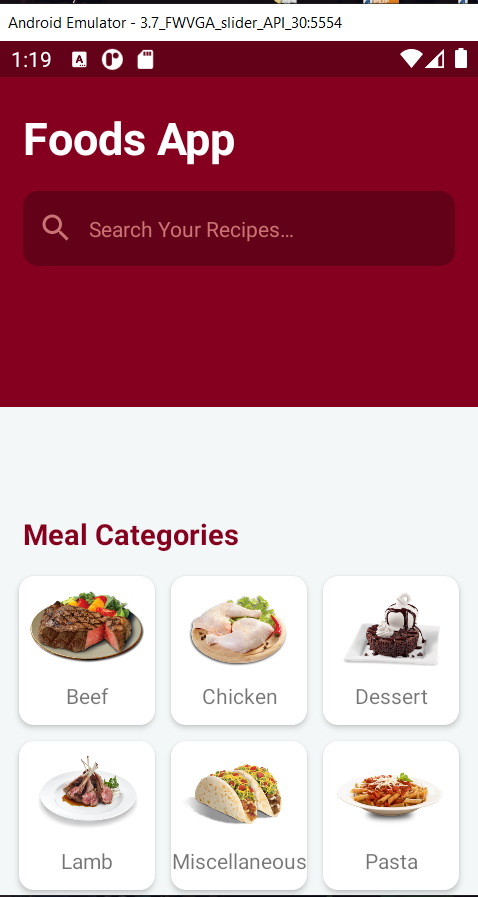 Android Emulator - 3.7_FWVGA_slider_API_30:5554
1:19
Foods App
Search Your Recipes…
Meal Categories
Beef Chicken Dessert
Lamb Miscellaneous Pasta